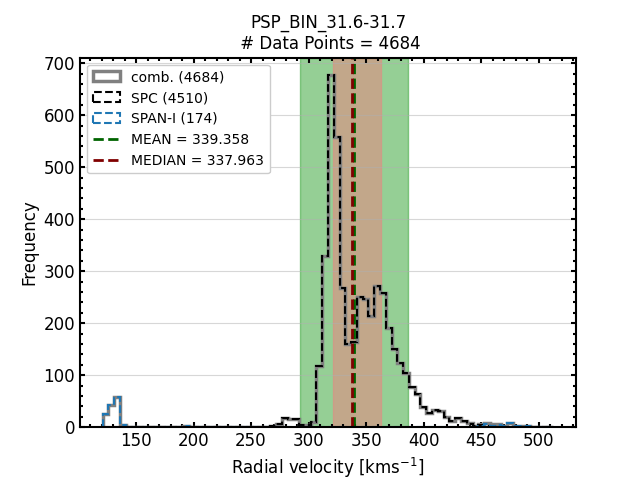 PSP_BIN_31.6-31.7
# Data Points = 4684
comb. (4684)
SPC (4510)
SPAN-I (174)
MEAN = 339.358
MEDIAN = 337.963
Frequency
700
600
500
400
300
200
100
0
150 200 250 300 350 400 450 500
Radial velocity [kms⁻¹]